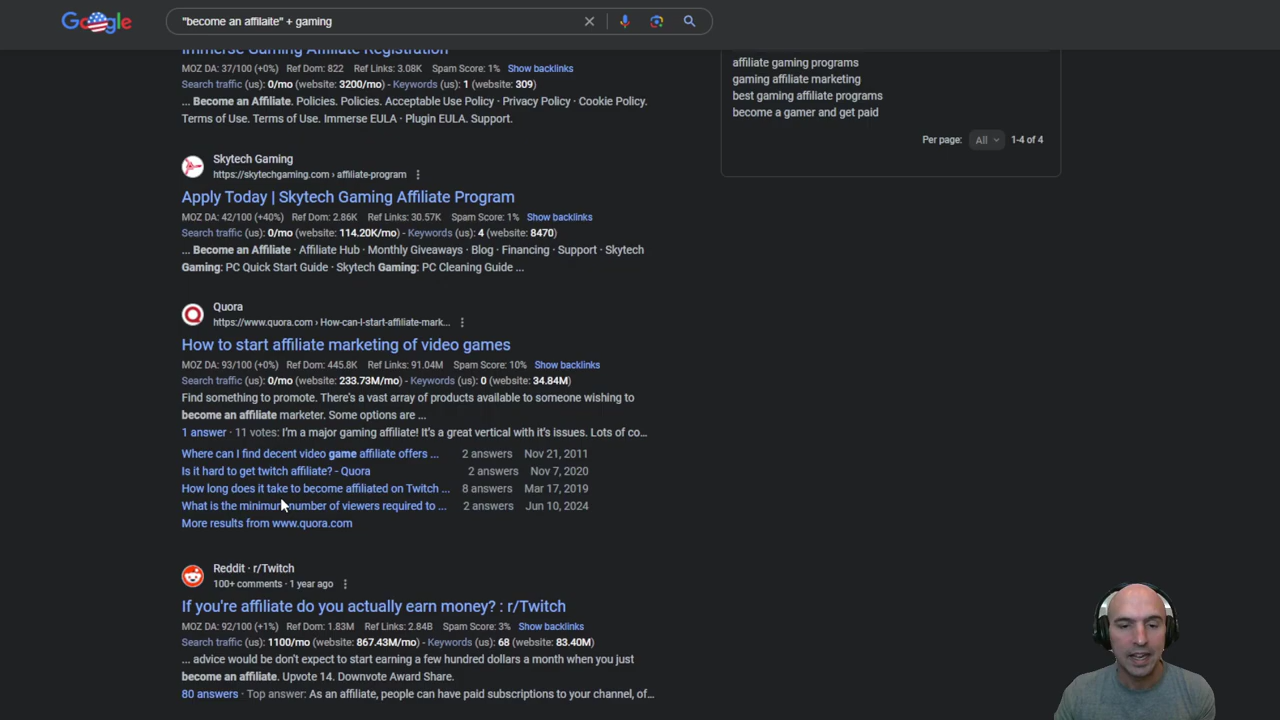 Google
"become an affilaite" + gaming
Immerse Gaming Affiliate Registration
MOZ DA: 37/100 (+0%) Ref Dom: 822 Ref Links: 3.08K Spam Score: 1% Show backlinks
Search traffic (us): 0/mo (website: 3200/mo) - Keywords (us): 1 (website: 309)
... Become an Affiliate. Policies. Policies. Acceptable Use Policy · Privacy Policy · Cookie Policy.
Terms of Use. Terms of Use. Immerse EULA · Plugin EULA. Support.
Skytech Gaming
https://skytechgaming.com › affiliate-program
Apply Today | Skytech Gaming Affiliate Program
MOZ DA: 42/100 (+40%) Ref Dom: 2.86K Ref Links: 30.57K Spam Score: 1% Show backlinks
Search traffic (us): 0/mo (website: 114.20K/mo) - Keywords (us): 4 (website: 8470)
... Become an Affiliate · Affiliate Hub · Monthly Giveaways · Blog · Financing · Support · Skytech
Gaming: PC Quick Start Guide · Skytech Gaming: PC Cleaning Guide ...
Quora
https://www.quora.com › How-can-I-start-affiliate-mark...
How to start affiliate marketing of video games
MOZ DA: 93/100 (+0%) Ref Dom: 445.8K Ref Links: 91.04M Spam Score: 10% Show backlinks
Search traffic (us): 0/mo (website: 233.73M/mo) - Keywords (us): 0 (website: 34.84M)
Find something to promote. There's a vast array of products available to someone wishing to
become an affiliate marketer. Some options are ...
1 answer · 11 votes: I'm a major gaming affiliate! It's a great vertical with it's issues. Lots of co...
Where can I find decent video game affiliate offers ... 2 answers Nov 21, 2011
Is it hard to get twitch affiliate? - Quora 2 answers Nov 7, 2020
How long does it take to become affiliated on Twitch ... 8 answers Mar 17, 2019
What is the minimum number of viewers required to ... 2 answers Jun 10, 2024
More results from www.quora.com
Reddit · r/Twitch
100+ comments · 1 year ago
If you're affiliate do you actually earn money? : r/Twitch
MOZ DA: 92/100 (+1%) Ref Dom: 1.83M Ref Links: 2.84B Spam Score: 3% Show backlinks
Search traffic (us): 1100/mo (website: 867.43M/mo) - Keywords (us): 68 (website: 83.40M)
... advice would be don't expect to start earning a few hundred dollars a month when you just
become an affiliate. Upvote 14. Downvote Award Share.
80 answers · Top answer: As an affiliate, people can have paid subscriptions to your channel, of...
affiliate gaming programs
gaming affiliate marketing
best gaming affiliate programs
become a gamer and get paid
Per page: All 1-4 of 4